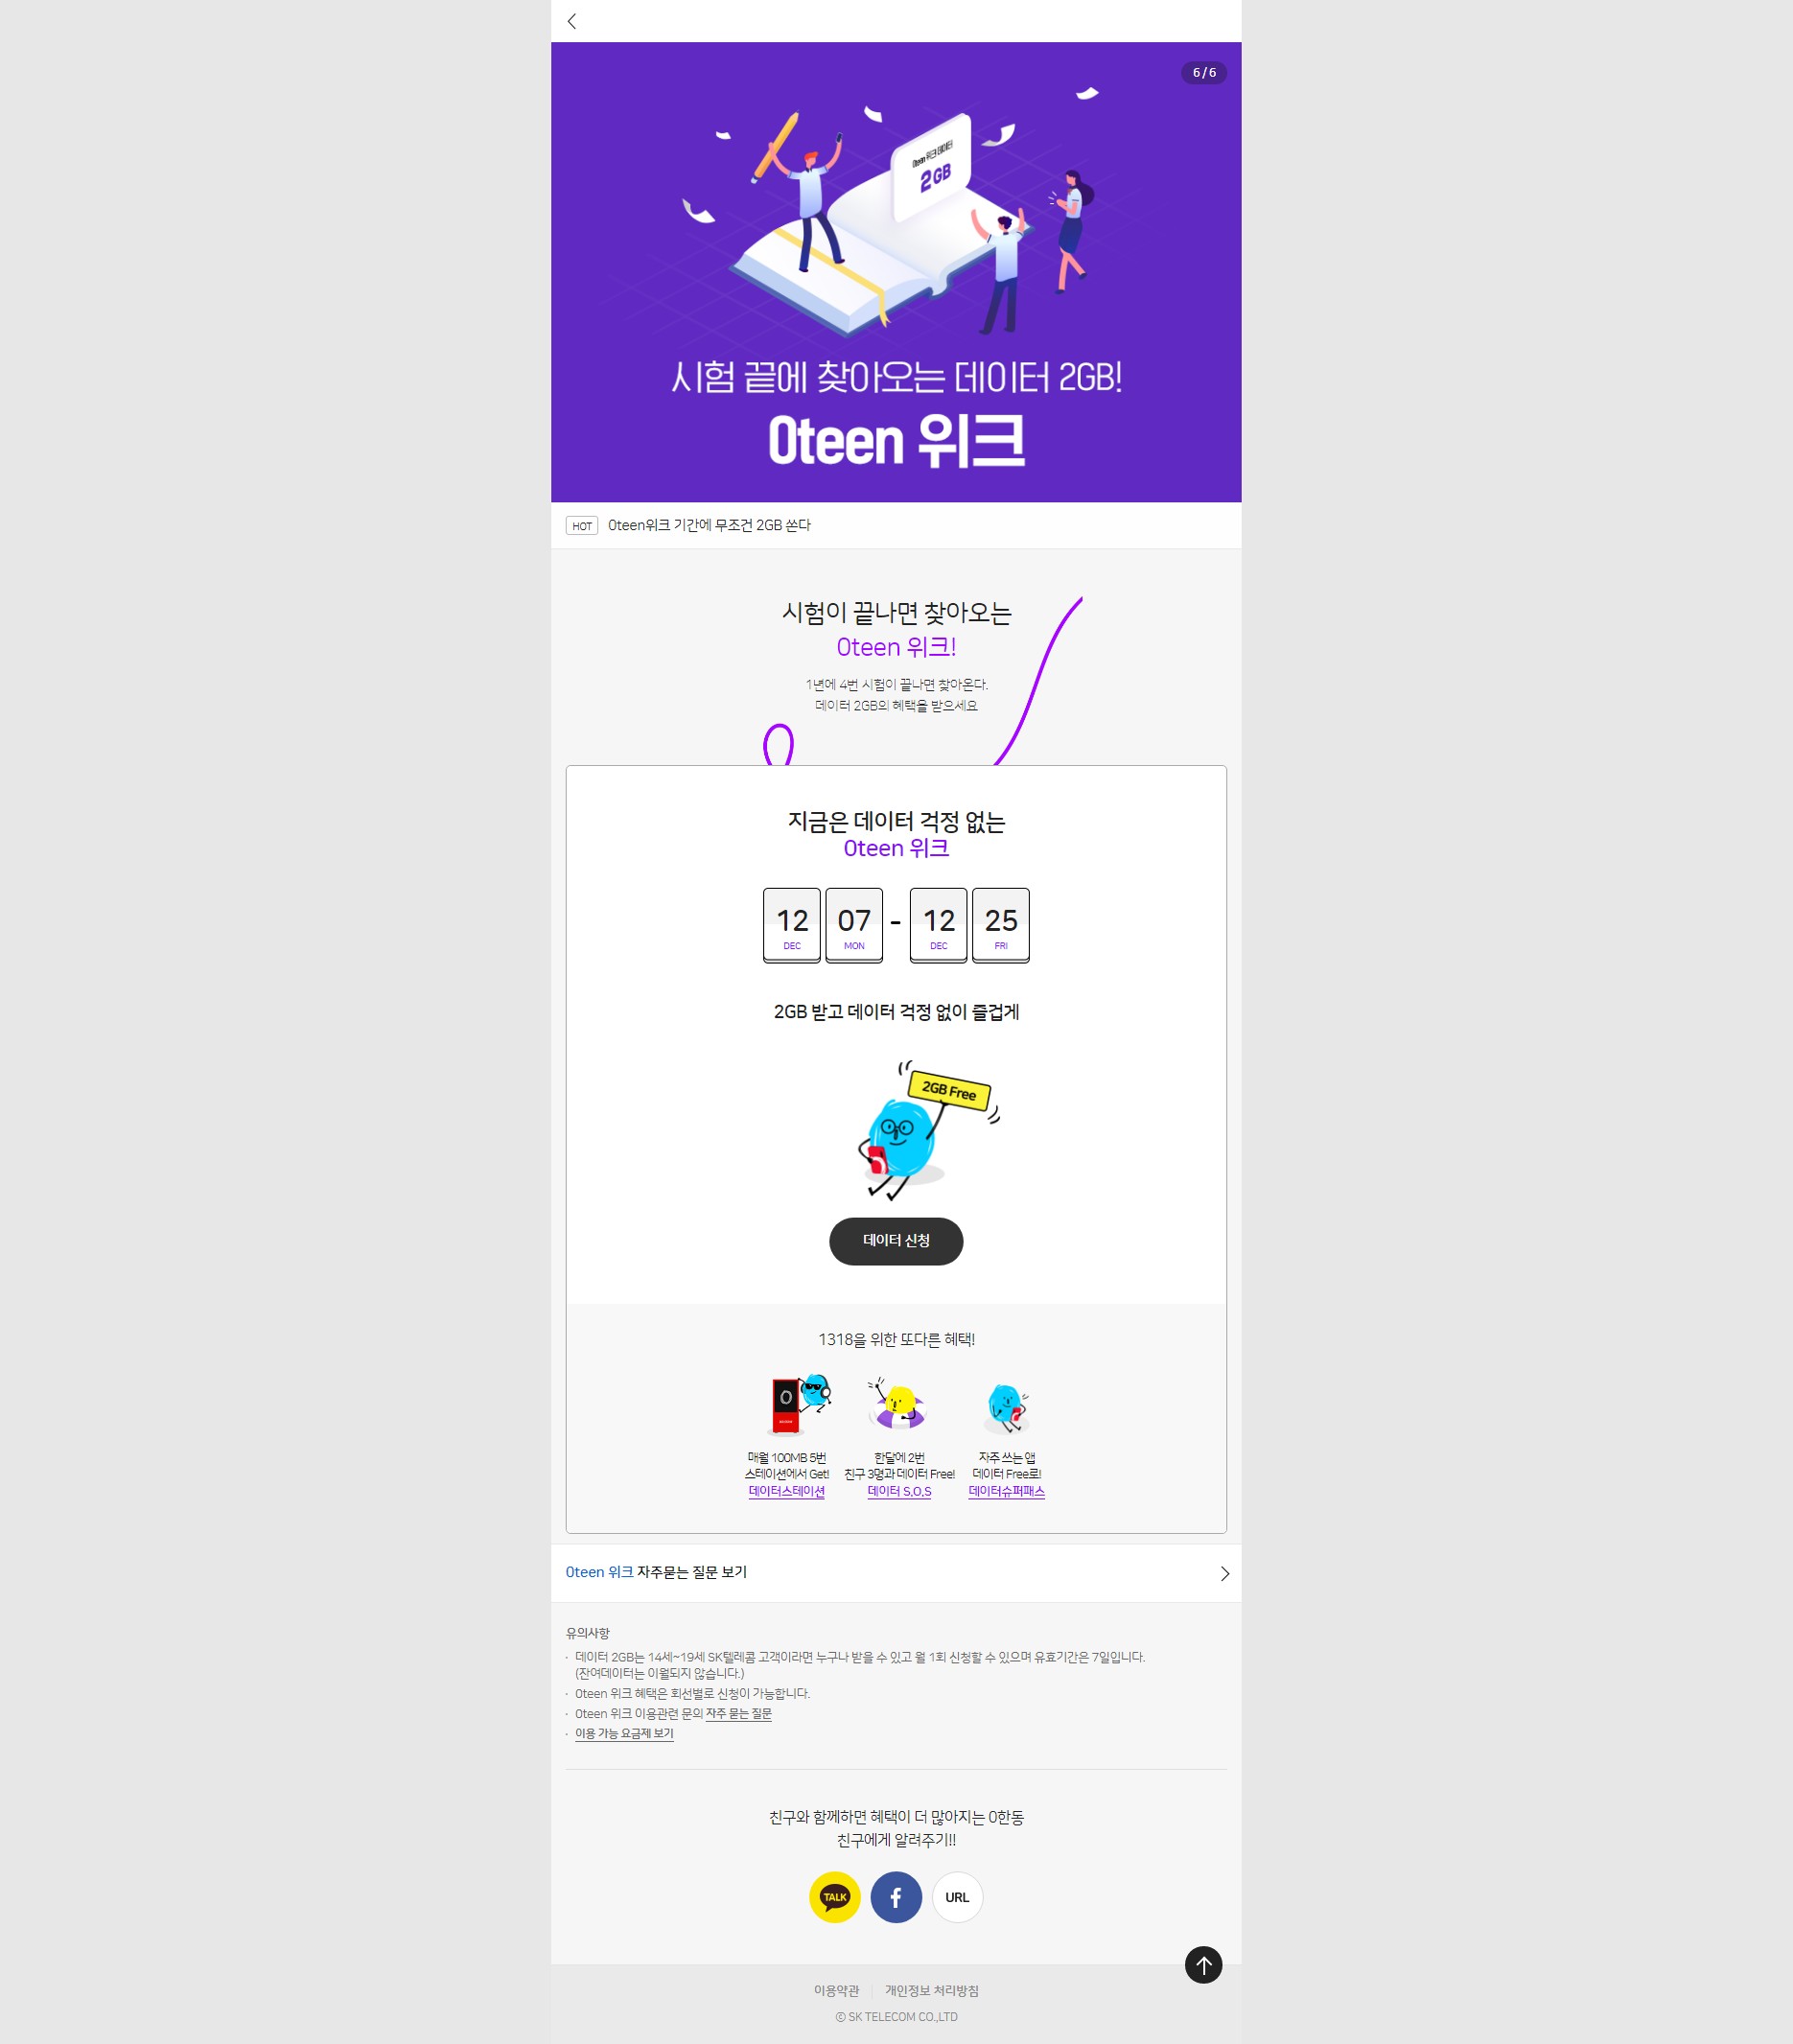 6 / 6
0teen 위크 데이터
2GB
시험 끝에 찾아오는 데이터 2GB!
0teen 위크
HOT 0teen위크 기간에 무조건 2GB 쏜다
시험이 끝나면 찾아오는
0teen 위크!
1년에 4번 시험이 끝나면 찾아온다.
데이터 2GB의 혜택을 받으세요
지금은 데이터 걱정 없는
0teen 위크
12 07 - 12 25
DEC MON DEC FRI
2GB 받고 데이터 걱정 없이 즐겁게
2GB Free
데이터 신청
1318을 위한 또다른 혜택!
매월 100MB 5번
스테이션에서 Get!
데이터스테이션
한달에 2번
친구 3명과 데이터 Free!
데이터 S.O.S
자주 쓰는 앱
데이터 Free로!
데이터슈퍼패스
0teen 위크 자주묻는 질문 보기
유의사항
· 데이터 2GB는 14세~19세 SK텔레콤 고객이라면 누구나 받을 수 있고 월 1회 신청할 수 있으며 유효기간은 7일입니다.
(잔여데이터는 이월되지 않습니다.)
· 0teen 위크 혜택은 회선별로 신청이 가능합니다.
· 0teen 위크 이용관련 문의 자주 묻는 질문
· 이용 가능 요금제 보기
친구와 함께하면 혜택이 더 많아지는 0한동
친구에게 알려주기!!
TALK f URL
이용약관 개인정보 처리방침
ⓒ SK TELECOM CO.,LTD